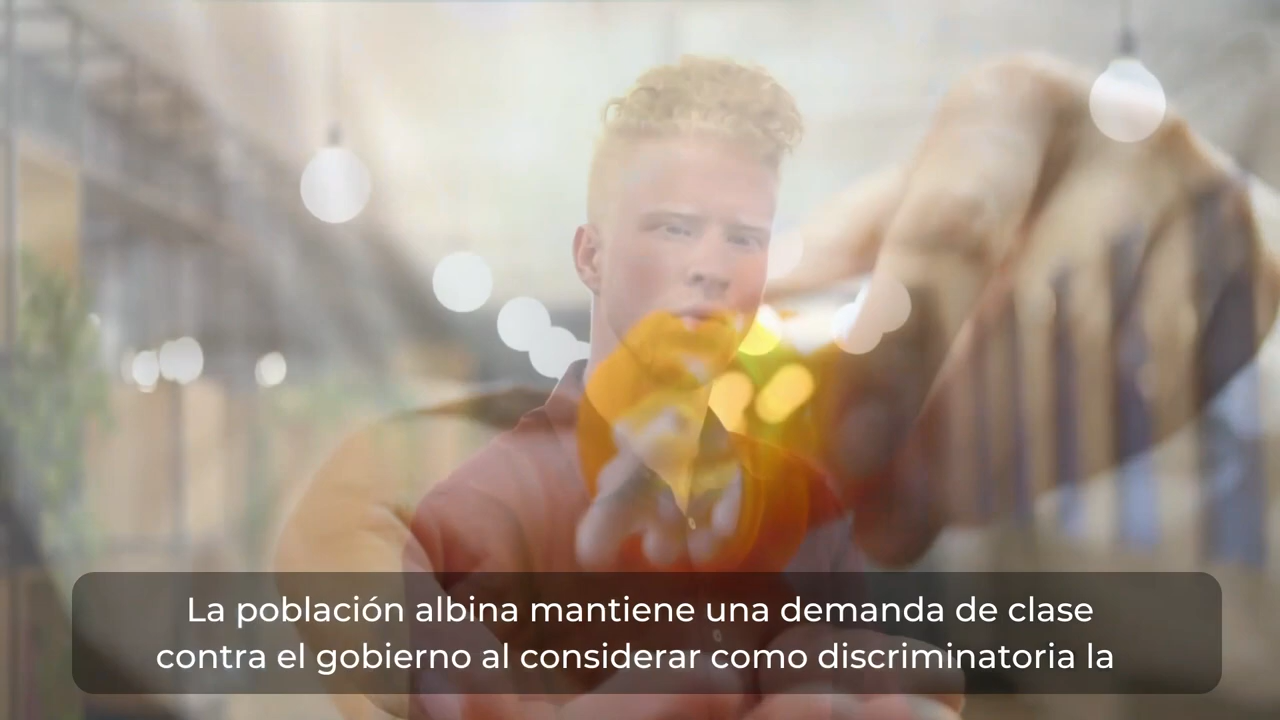 La población albina mantiene una demanda de clase
contra el gobierno al considerar como discriminatoria la